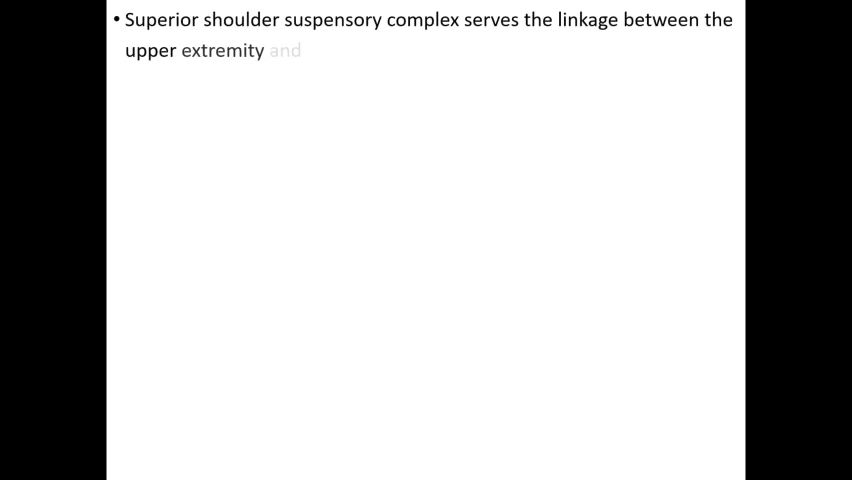 • Superior shoulder suspensory complex serves the linkage between the
upper extremity and